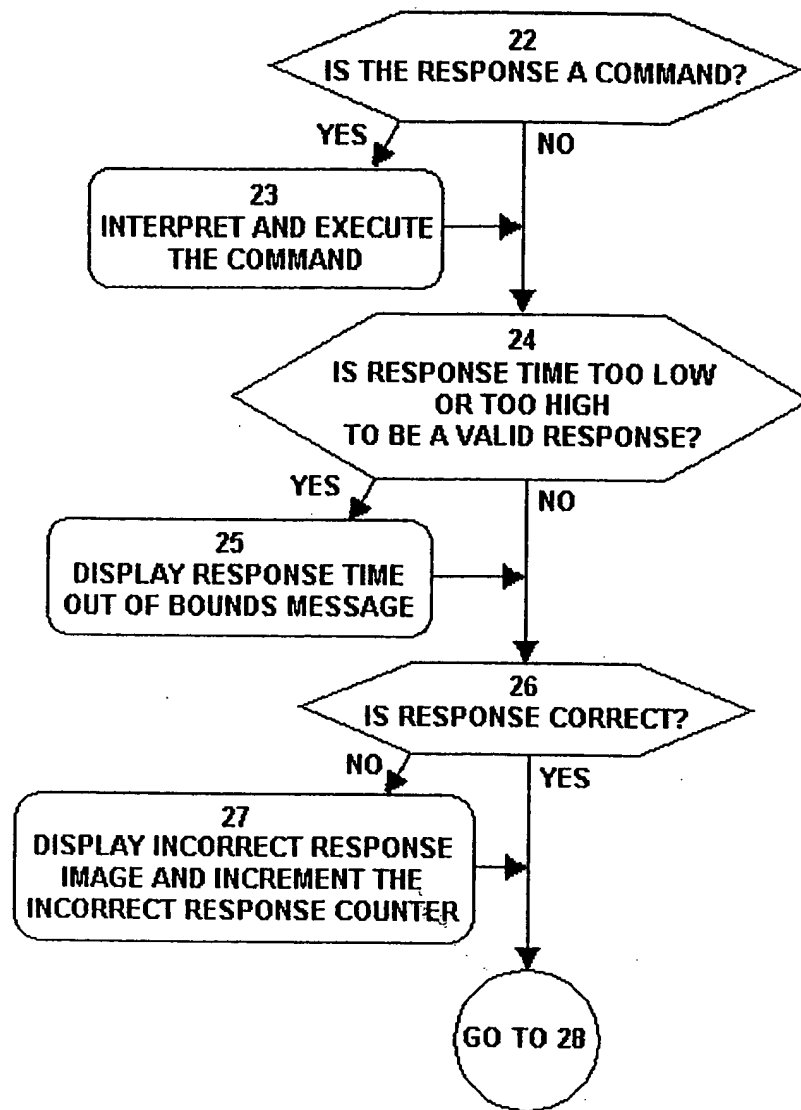 22
IS THE RESPONSE A COMMAND?
YES
NO
23
INTERPRET AND EXECUTE
THE COMMAND
24
IS RESPONSE TIME TOO LOW
OR TOO HIGH
TO BE A VALID RESPONSE?
YES
NO
25
DISPLAY RESPONSE TIME
OUT OF BOUNDS MESSAGE
26
IS RESPONSE CORRECT?
NO
YES
27
DISPLAY INCORRECT RESPONSE
IMAGE AND INCREMENT THE
INCORRECT RESPONSE COUNTER
GO TO 28